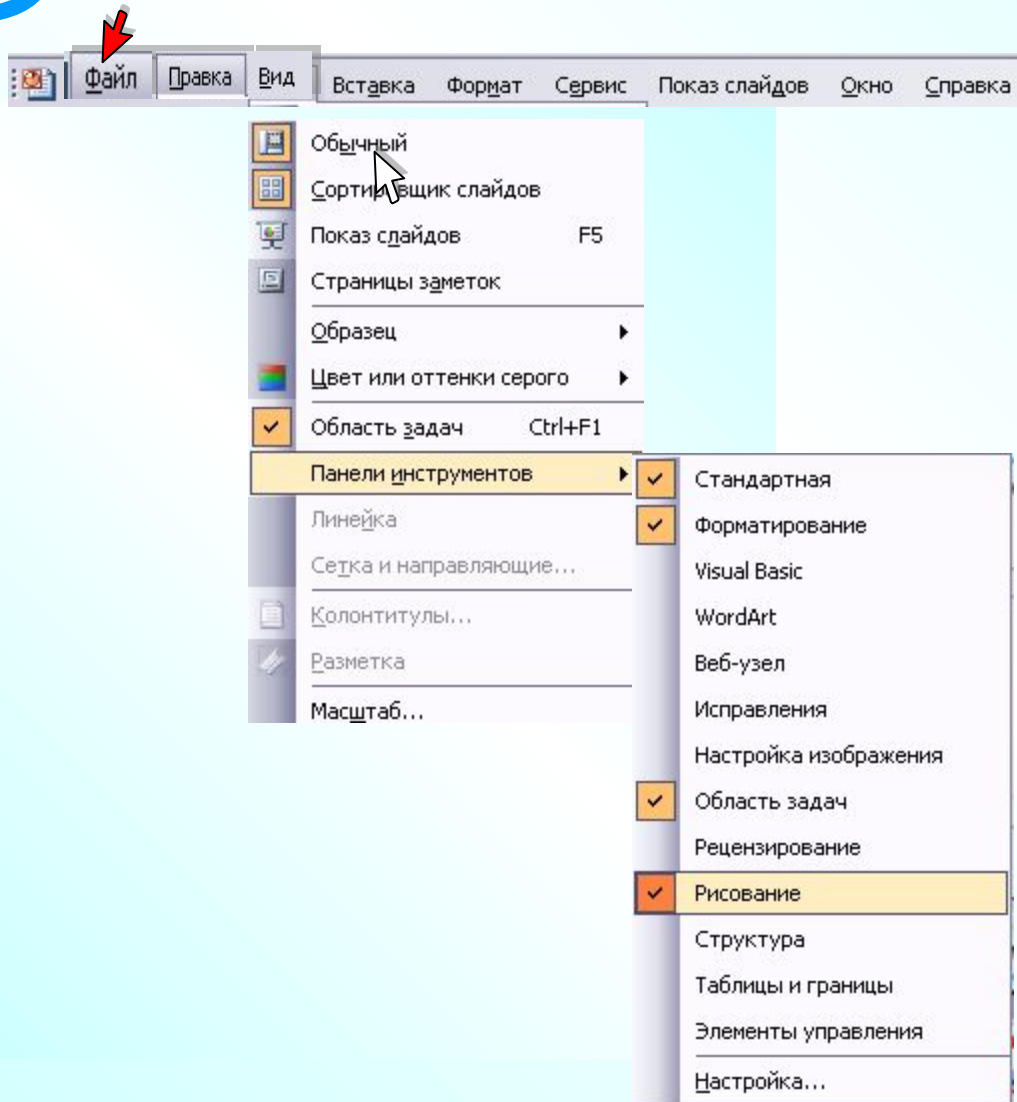 Файл Правка Вид Вставка Формат Сервис Показ слайдов Окно Справка
Обычный
Сортировщик слайдов
Показ слайдов F5
Страницы заметок
Образец
Цвет или оттенки серого
Область задач Ctrl+F1
Панели инструментов
Линейка
Сетка и направляющие...
Колонтитулы...
Разметка
Масштаб...
Стандартная
Форматирование
Visual Basic
WordArt
Веб-узел
Исправления
Настройка изображения
Область задач
Рецензирование
Рисование
Структура
Таблицы и границы
Элементы управления
Настройка...